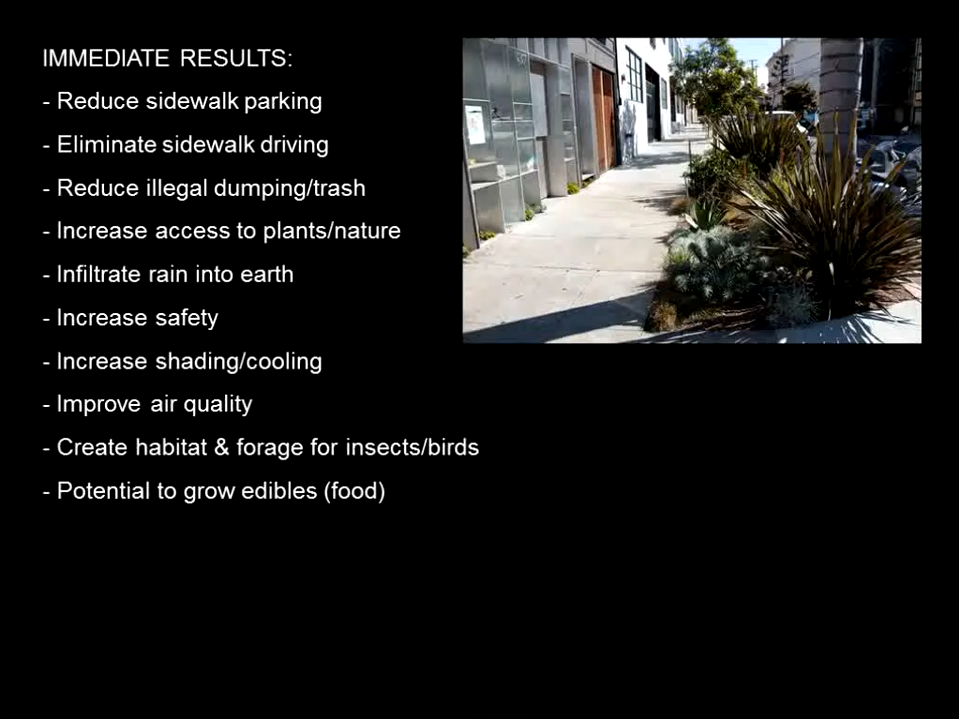 IMMEDIATE RESULTS:
- Reduce sidewalk parking
- Eliminate sidewalk driving
- Reduce illegal dumping/trash
- Increase access to plants/nature
- Infiltrate rain into earth
- Increase safety
- Increase shading/cooling
- Improve air quality
- Create habitat & forage for insects/birds
- Potential to grow edibles (food)